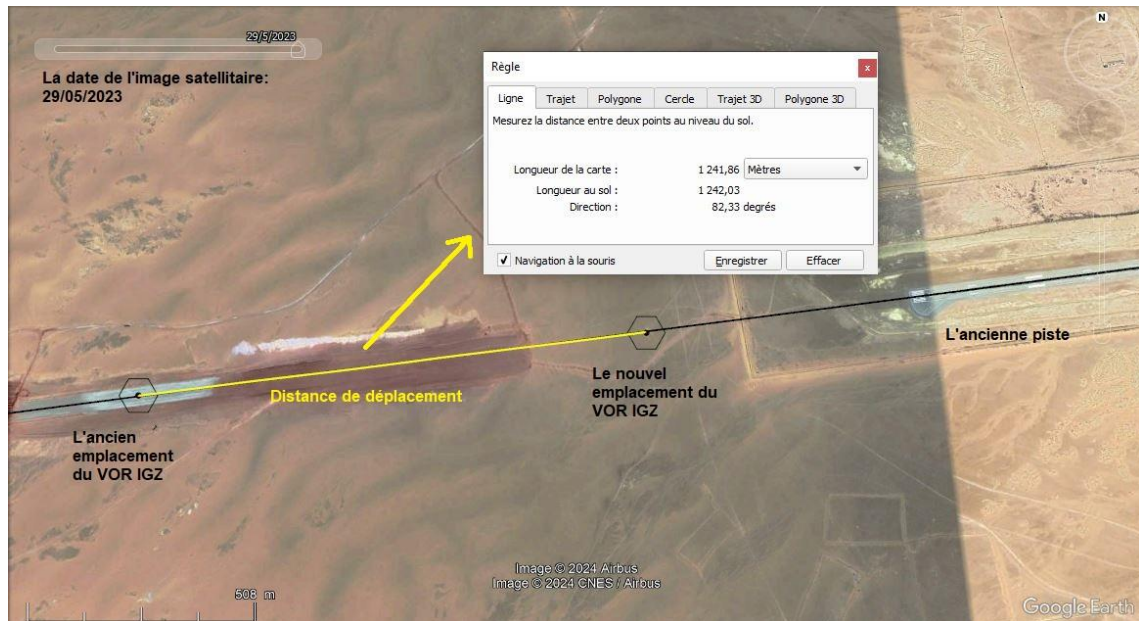 29/5/2023
La date de l'image satellitaire:
29/05/2023
N
Règle
x
Ligne Trajet Polygone Cercle Trajet 3D Polygone 3D
Mesurez la distance entre deux points au niveau du sol.
Longueur de la carte : 1 241,86 Mètres
Longueur au sol : 1 242,03
Direction : 82,33 degrés
Navigation à la souris Enregistrer Effacer
L'ancienne piste
Distance de déplacement
Le nouvel
emplacement du
VOR IGZ
L'ancien
emplacement
du VOR IGZ
Image © 2024 Airbus
Image © 2024 CNES / Airbus
508 m
Google Earth